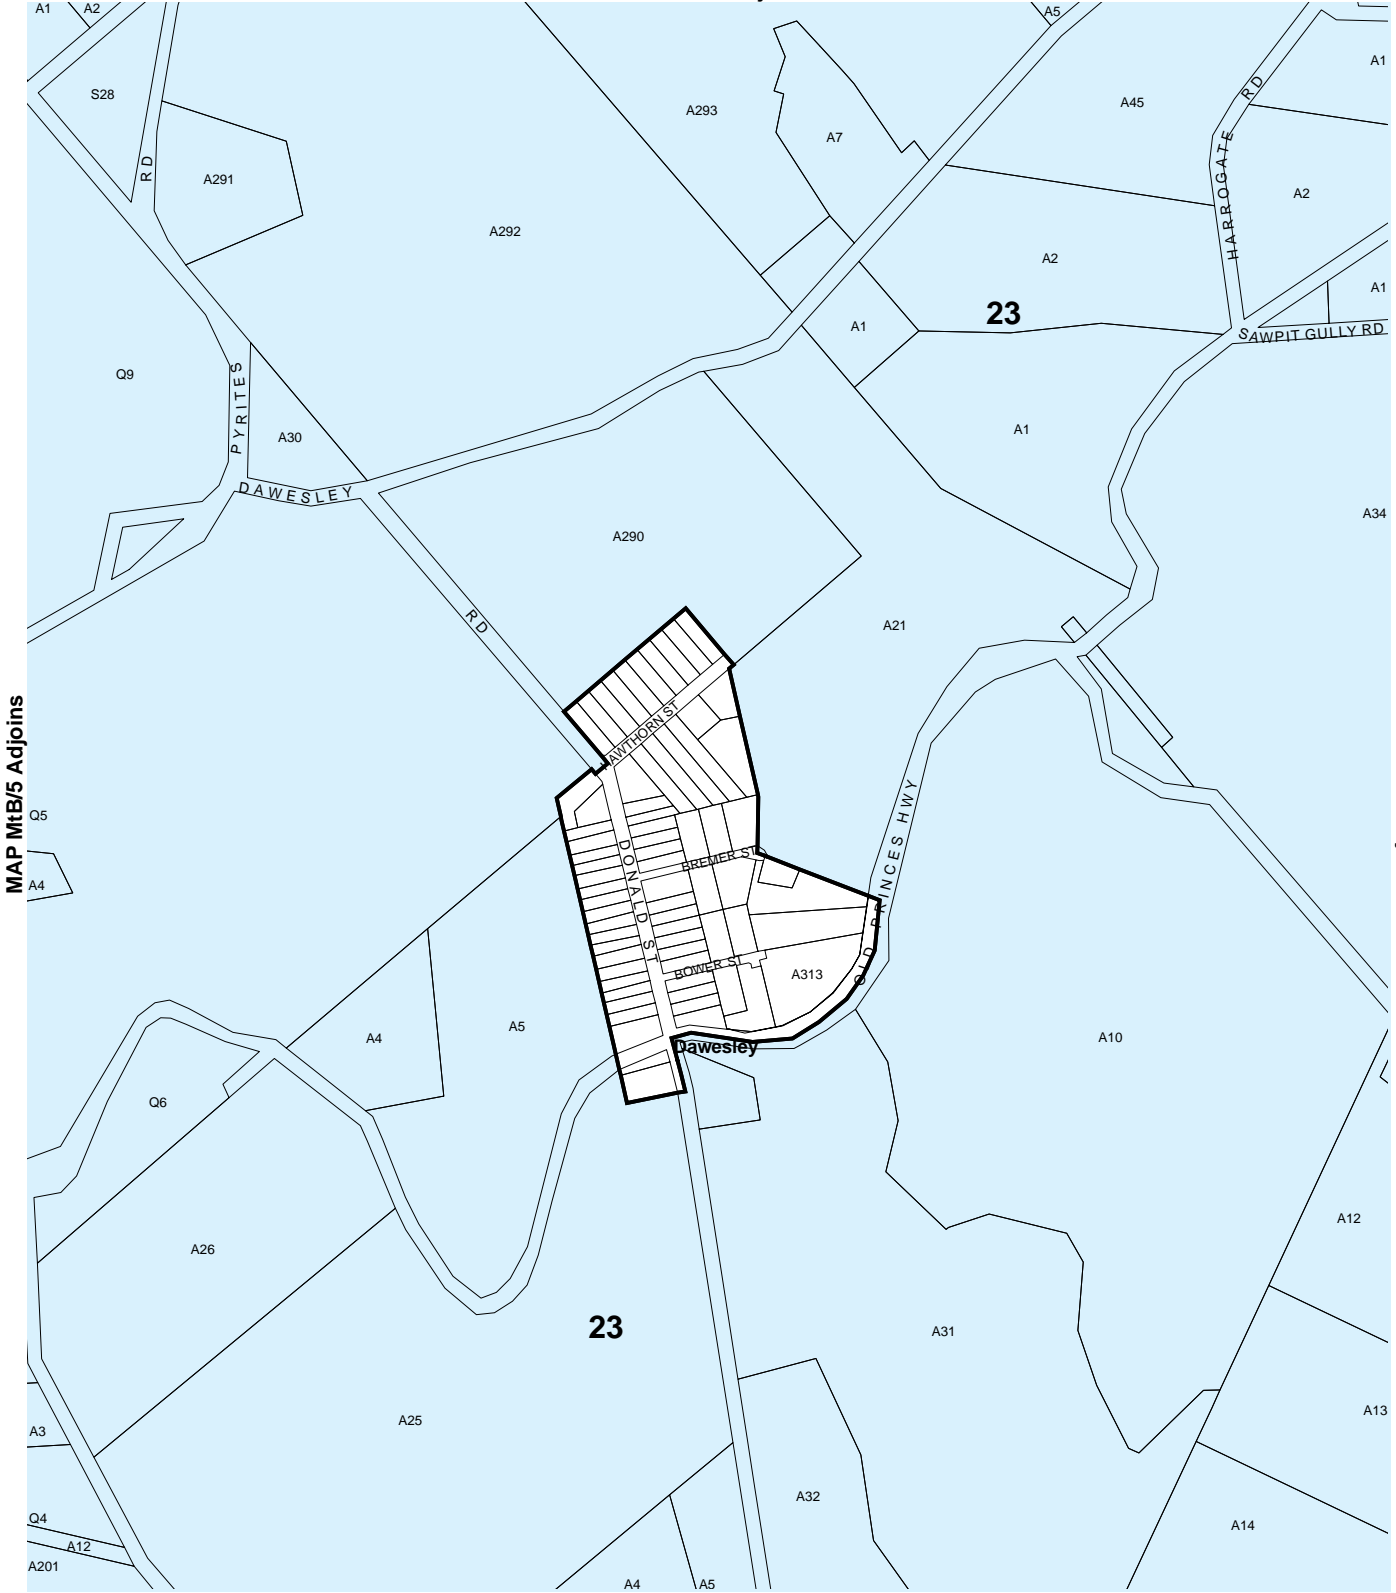 A1
A2
A5
A1
S28
A293
A45
RD
A7
RD
A291
HARROGATE
A2
A292
A2
A1
23
A1
SAWPIT GULLY RD
Q9
PYRITES
A30
A1
DAWESLEY
A34
A290
RD
A21
HAWTHORN ST
MAP MtB/5 Adjoins
Q5
OLD PRINCES HWY
DONALD ST
BREMER ST
A4
BOWER ST
A313
A5
A4
A10
Dawesley
Q6
A12
A26
23
A31
A25
A13
A3
A32
Q4
A14
A12
A201
A4
A5